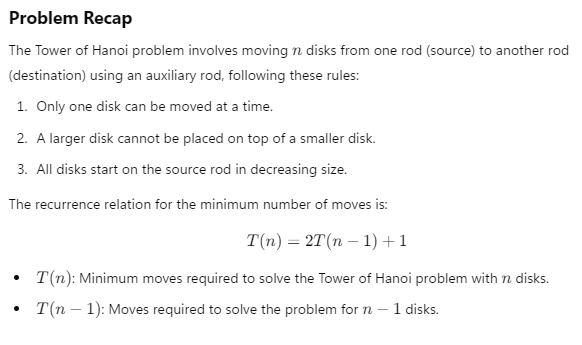 Problem Recap
The Tower of Hanoi problem involves moving n disks from one rod (source) to another rod
(destination) using an auxiliary rod, following these rules:
1. Only one disk can be moved at a time.
2. A larger disk cannot be placed on top of a smaller disk.
3. All disks start on the source rod in decreasing size.
The recurrence relation for the minimum number of moves is:
T(n) = 2T(n − 1) + 1
• T(n): Minimum moves required to solve the Tower of Hanoi problem with n disks.
• T(n − 1): Moves required to solve the problem for n − 1 disks.